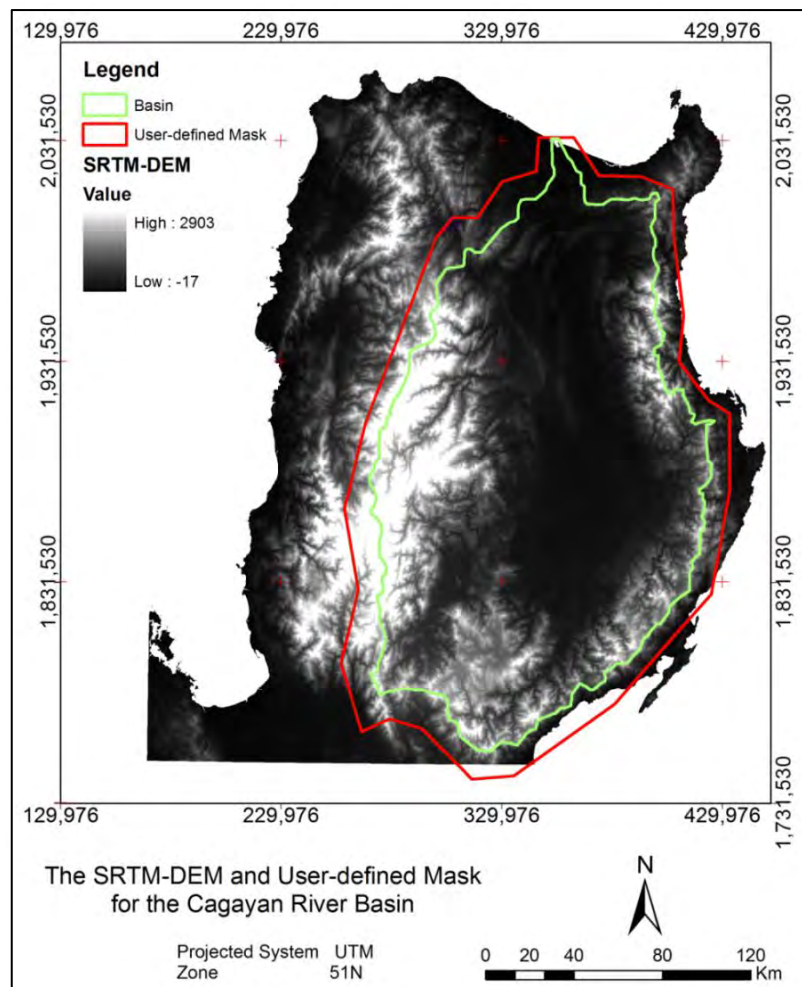 129,976 229,976 329,976 429,976
Legend
Basin
User-defined Mask
SRTM-DEM
Value
High : 2903
Low : -17
2,031,530 2,031,530
1,931,530 1,931,530
1,831,530 1,831,530
1,731,530
129,976 229,976 329,976 429,976
The SRTM-DEM and User-defined Mask
for the Cagayan River Basin
N
Projected System UTM
Zone 51N
0 20 40 80 120
Km